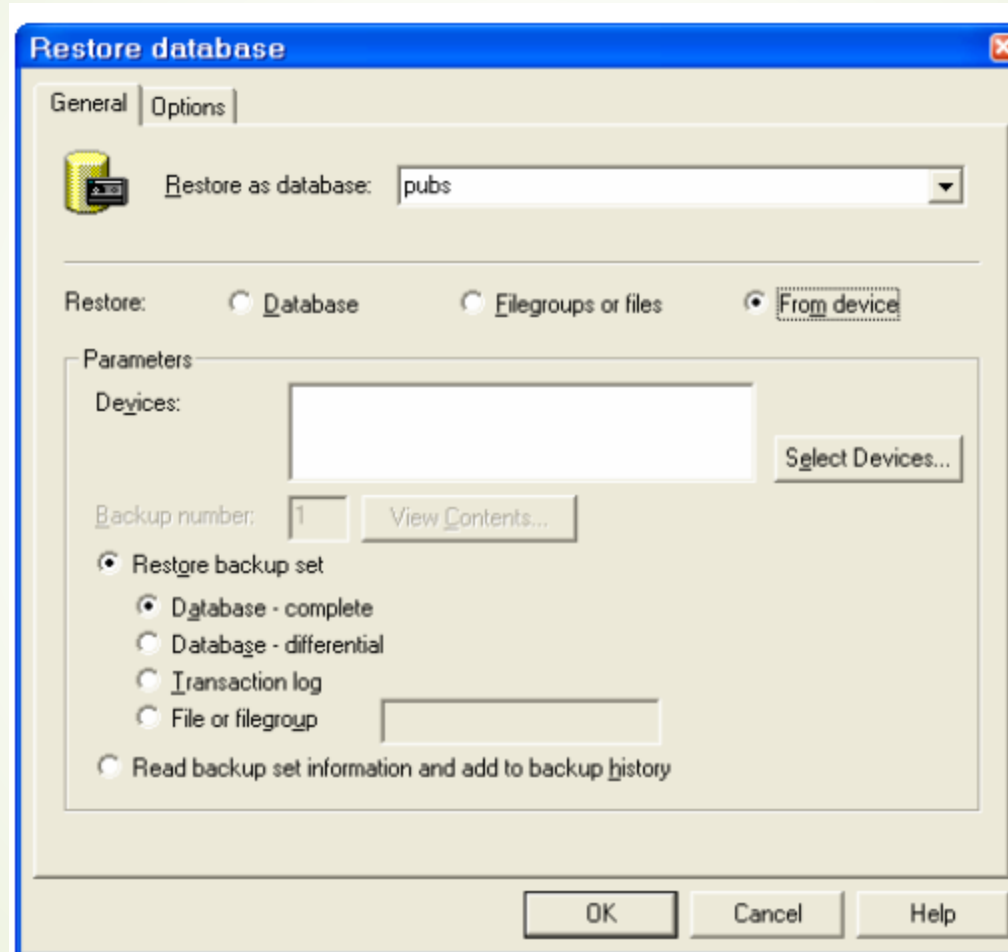 Restore database
General
Options
Restore as database: pubs
Restore: Database Filegroups or files From device
Parameters
Devices:
Select Devices...
Backup number: 1 View Contents...
Restore backup set
Database - complete
Database - differential
Transaction log
File or filegroup
Read backup set information and add to backup history
OK Cancel Help